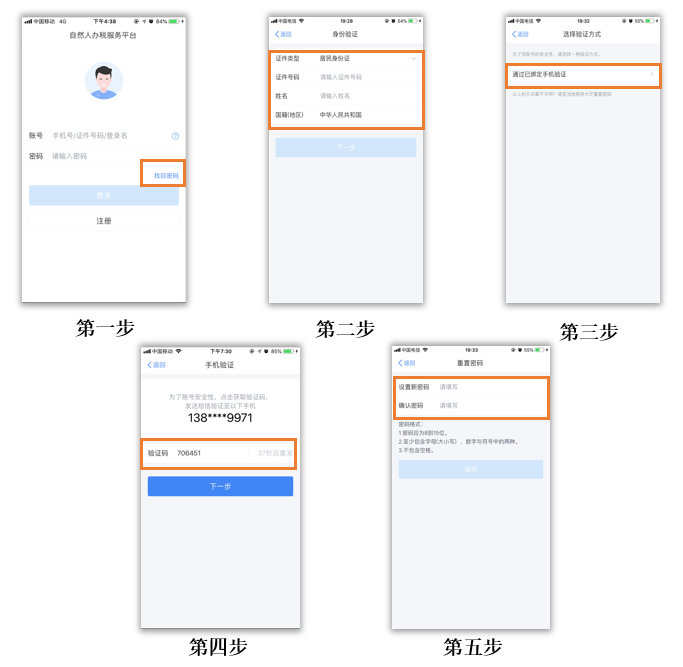 中国移动 4G 下午4:38 84%
自然人办税服务平台
账号 手机号/证件号码/登录名
密码 请输入密码
找回密码
登录
注册
第一步
中国电信 19:28 54%
返回 身份验证
证件类型 居民身份证
证件号码 请输入证件号码
姓名 请输入姓名
国籍(地区) 中华人民共和国
下一步
第二步
中国电信 19:32 55%
返回 选择验证方式
为了您账号的安全性，请选择一种验证方式。
通过已绑定手机验证
以上的方式都不可用？请至当地税务大厅重置密码
第三步
中国移动 下午7:30 85%
返回 手机验证
为了账号安全性，点击获取验证码，
发送短信验证至以下手机
138****9971
验证码 706451 37秒后重发
下一步
第四步
中国电信 19:33 55%
返回 重置密码
设置新密码 请填写
确认密码 请填写
密码格式：
1.密码应为8到15位。
2.至少包含字母(大小写）、数字与符号中的两种。
3.不包含空格。
保存
第五步